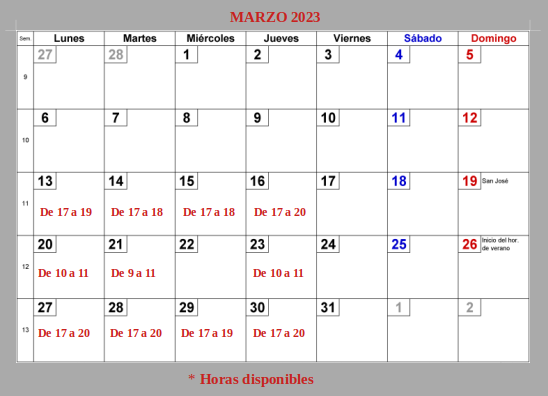 MARZO 2023
Sem. Lunes Martes Miércoles Jueves Viernes Sábado Domingo
9 27 28 1 2 3 4 5
10 6 7 8 9 10 11 12
11 13 14 15 16 17 18 19 San José
De 17 a 19 De 17 a 18 De 17 a 18 De 17 a 20
12 20 21 22 23 24 25 26 Inicio del hor. de verano
De 10 a 11 De 9 a 11 De 10 a 11
13 27 28 29 30 31 1 2
De 17 a 20 De 17 a 20 De 17 a 19 De 17 a 20
* Horas disponibles